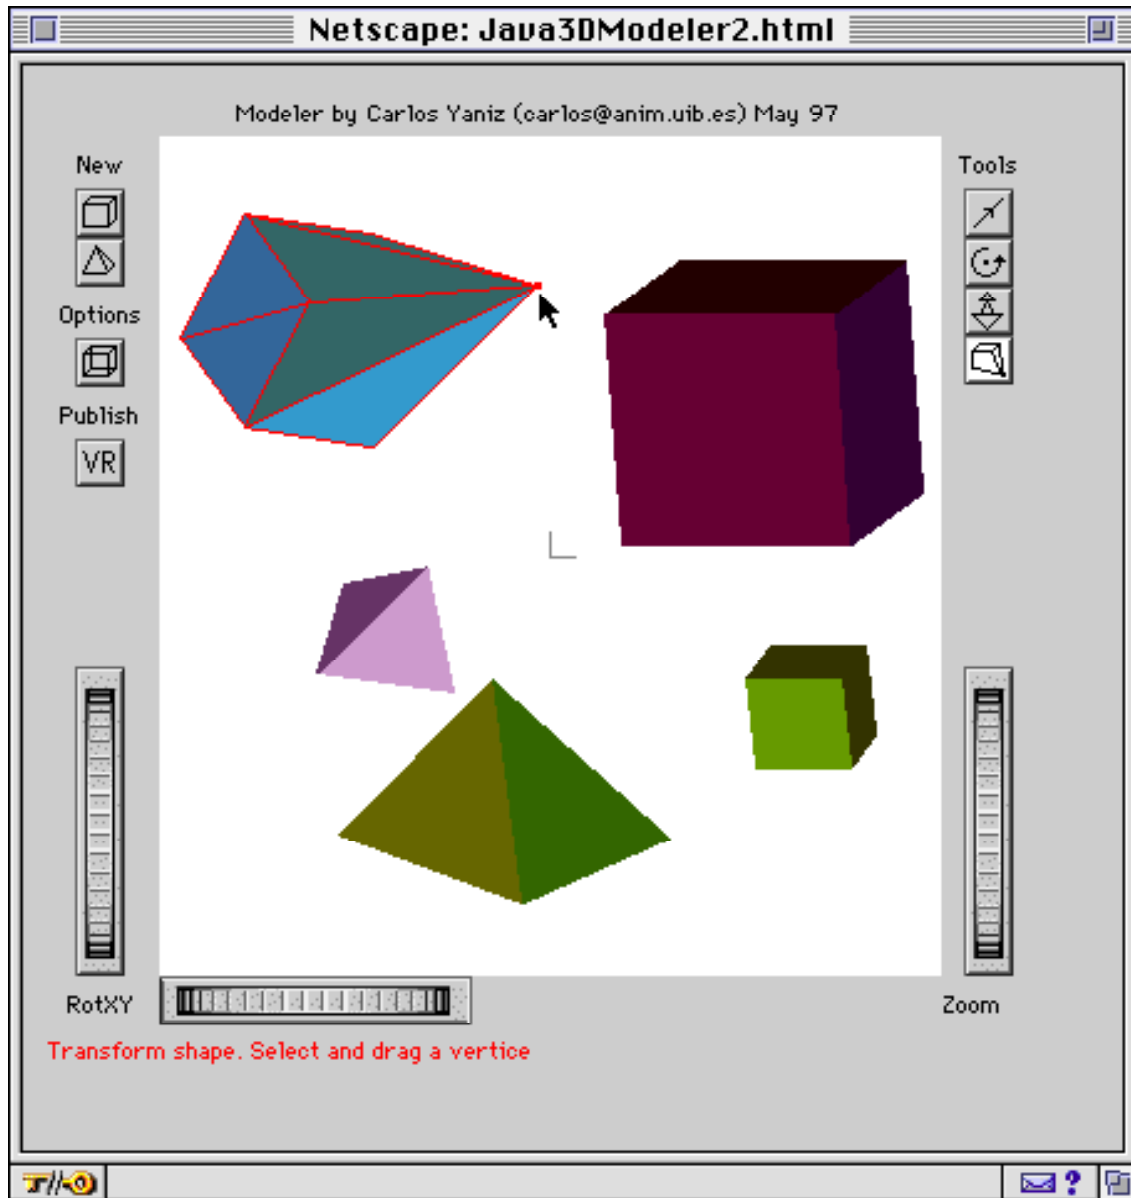 Netscape: Java3DModeler2.html
Modeler by Carlos Yaniz (carlos@anim.uib.es) May 97
New
Tools
Options
Publish
VR
RotXY
Zoom
Transform shape. Select and drag a vertice
?